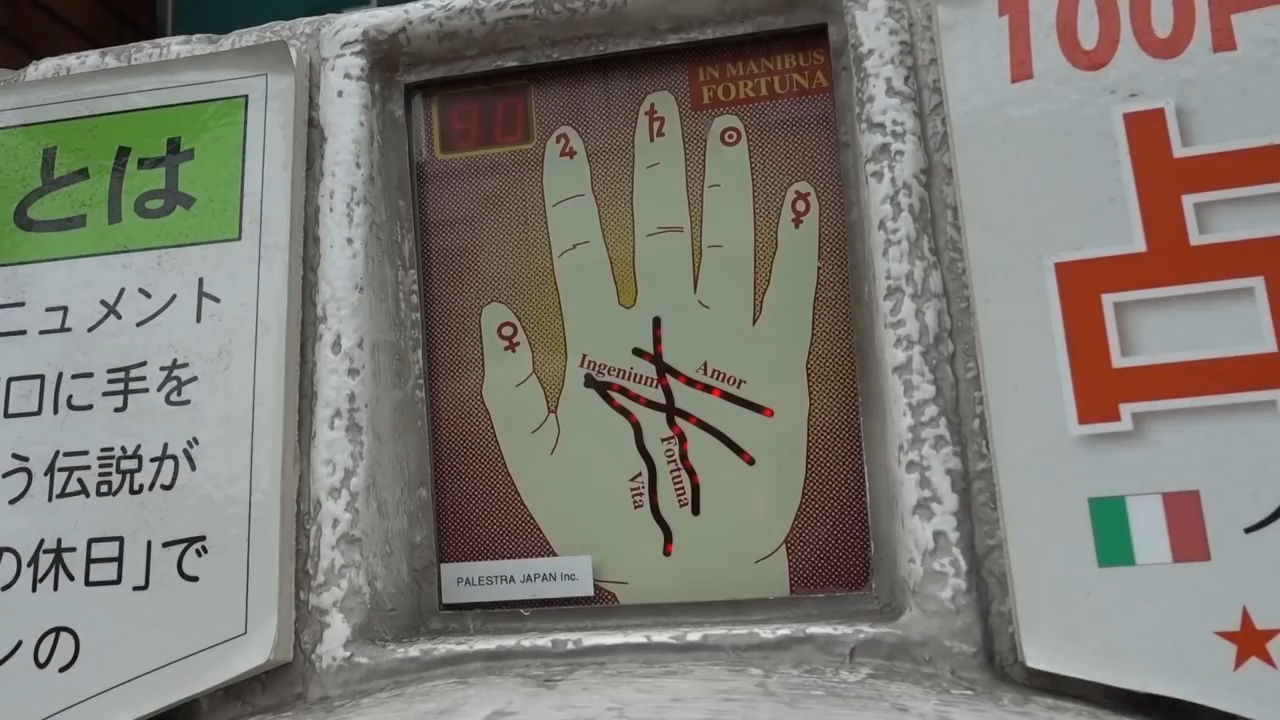 とは
ニュメント
口に手を
う伝説が
の休日」で
ンの
90
IN MANIBUS
FORTUNA
♃
♄
☉
☿
♀
Ingenium
Amor
Fortuna
Vita
PALESTRA JAPAN Inc.
100
占